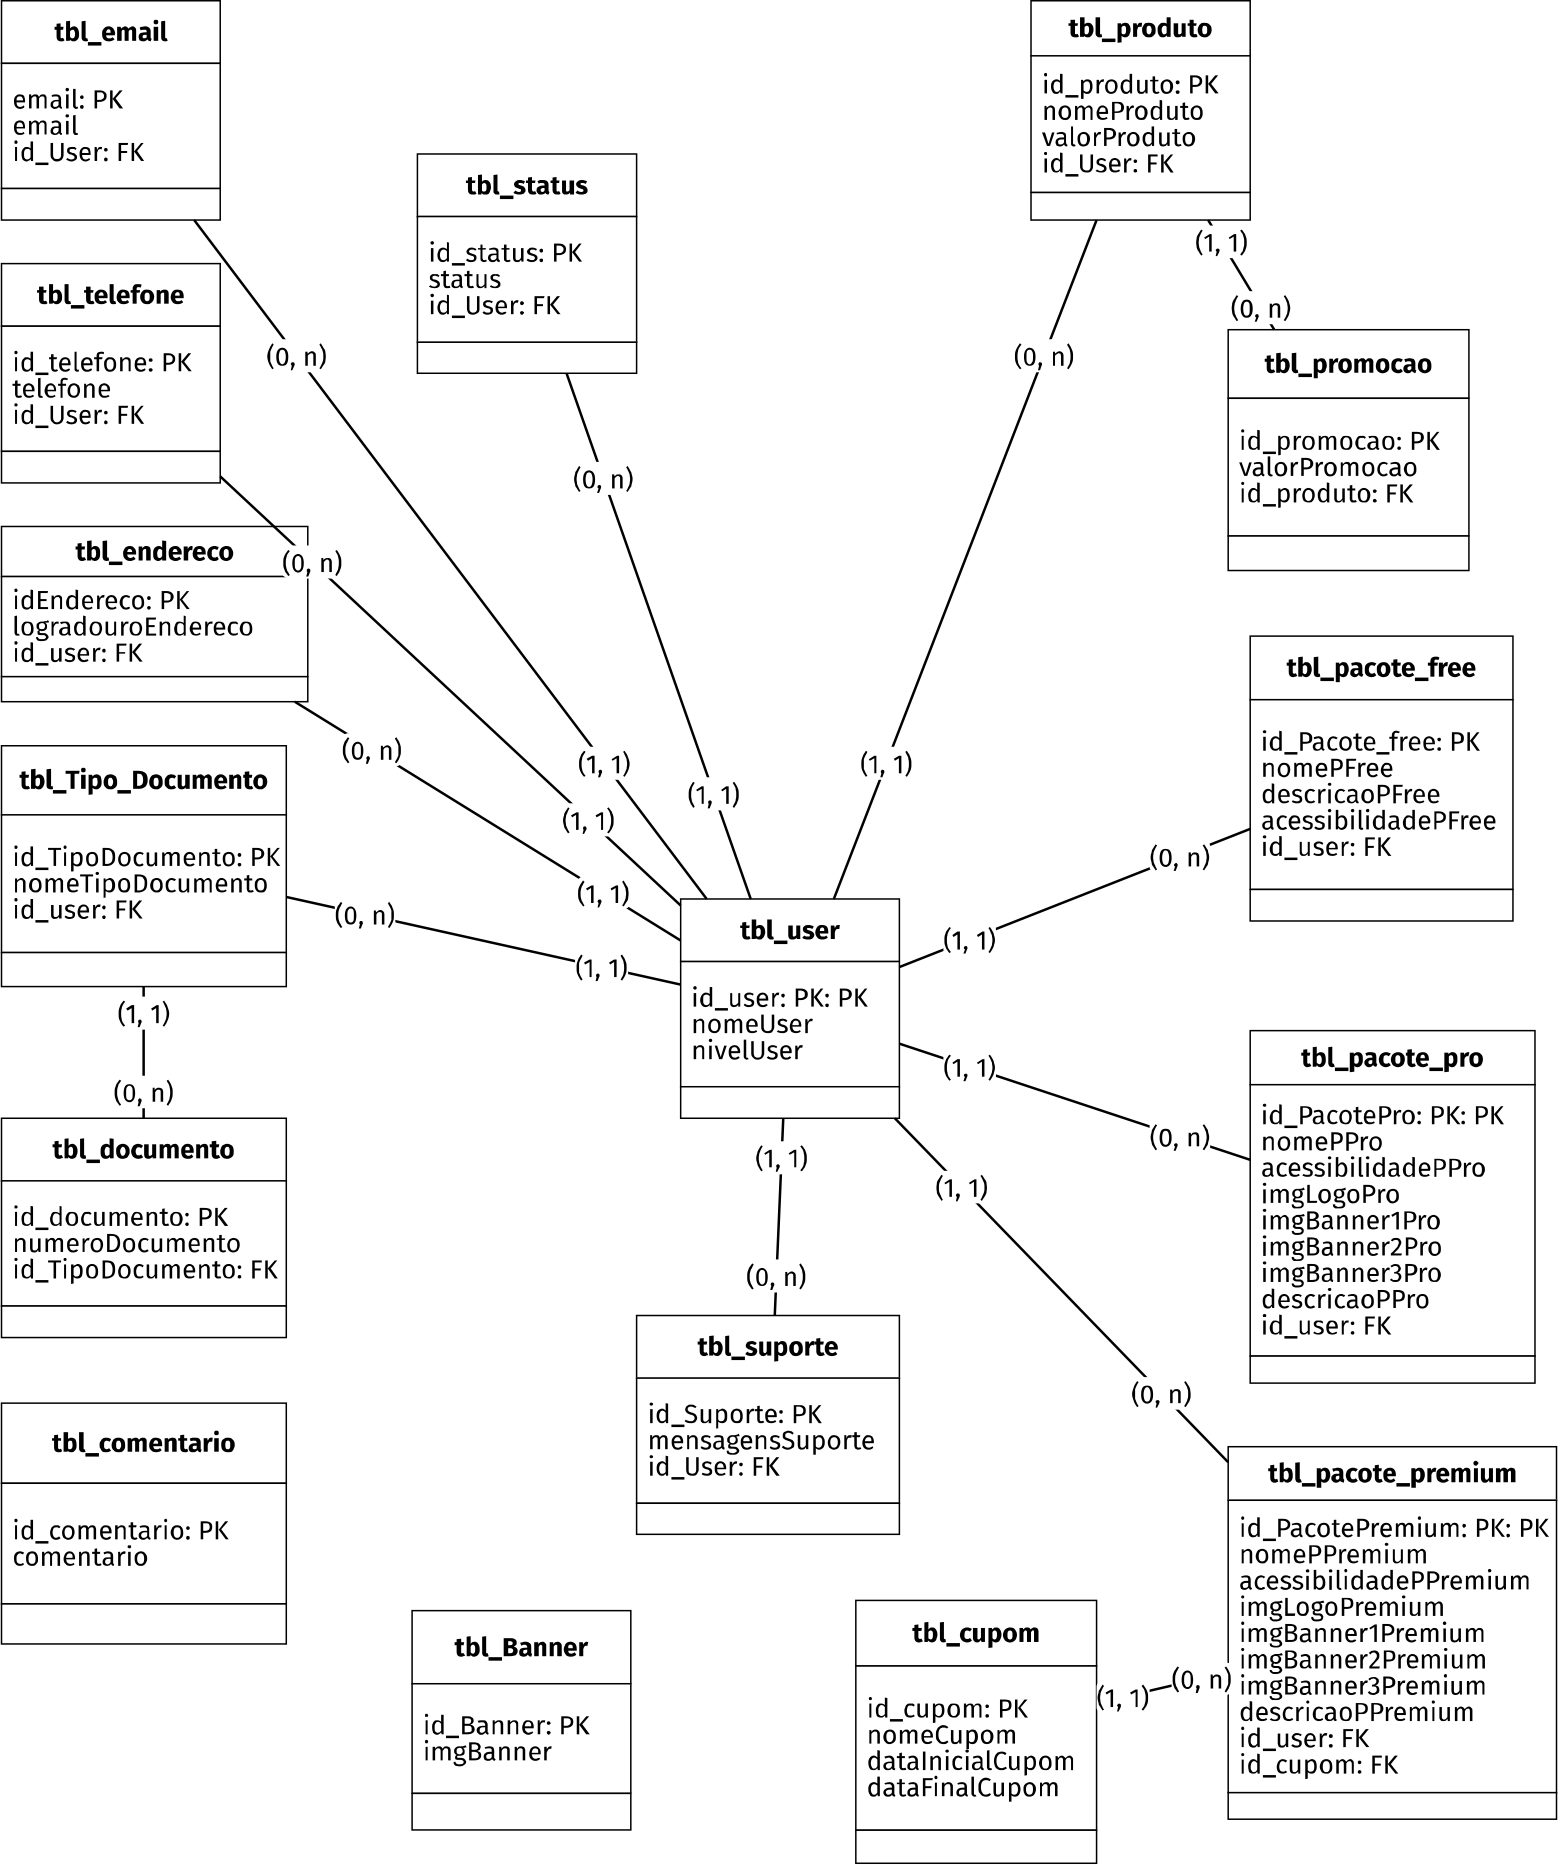 tbl_email
email: PK
email
id_User: FK
tbl_produto
id_produto: PK
nomeProduto
valorProduto
id_User: FK
tbl_status
id_status: PK
status
id_User: FK
(1, 1)
(0, n)
tbl_telefone
id_telefone: PK
telefone
id_User: FK
(0, n)
(0, n)
tbl_promocao
id_promocao: PK
valorPromocao
id_produto: FK
(0, n)
tbl_endereco
idEndereco: PK
logradouroEndereco
id_user: FK
(0, n)
tbl_pacote_free
id_Pacote_free: PK
nomePFree
descricaoPFree
acessibilidadePFree
id_user: FK
(0, n)
(1, 1)
(1, 1)
(1, 1)
(1, 1)
tbl_Tipo_Documento
id_TipoDocumento: PK
nomeTipoDocumento
id_user: FK
(0, n)
(0, n)
(1, 1)
(1, 1)
(1, 1)
tbl_user
id_user: PK: PK
nomeUser
nivelUser
(1, 1)
(0, n)
(1, 1)
(0, n)
tbl_pacote_pro
id_PacotePro: PK: PK
nomePPro
acessibilidadePPro
imgLogoPro
imgBanner1Pro
imgBanner2Pro
imgBanner3Pro
descricaoPPro
id_user: FK
tbl_documento
id_documento: PK
numeroDocumento
id_TipoDocumento: FK
(1, 1)
(1, 1)
(0, n)
(0, n)
tbl_suporte
id_Suporte: PK
mensagensSuporte
id_User: FK
tbl_comentario
id_comentario: PK
comentario
tbl_pacote_premium
id_PacotePremium: PK: PK
nomePPremium
acessibilidadePPremium
imgLogoPremium
imgBanner1Premium
imgBanner2Premium
imgBanner3Premium
descricaoPPremium
id_user: FK
id_cupom: FK
tbl_Banner
id_Banner: PK
imgBanner
tbl_cupom
id_cupom: PK
nomeCupom
dataInicialCupom
dataFinalCupom
(1, 1)
(0, n)